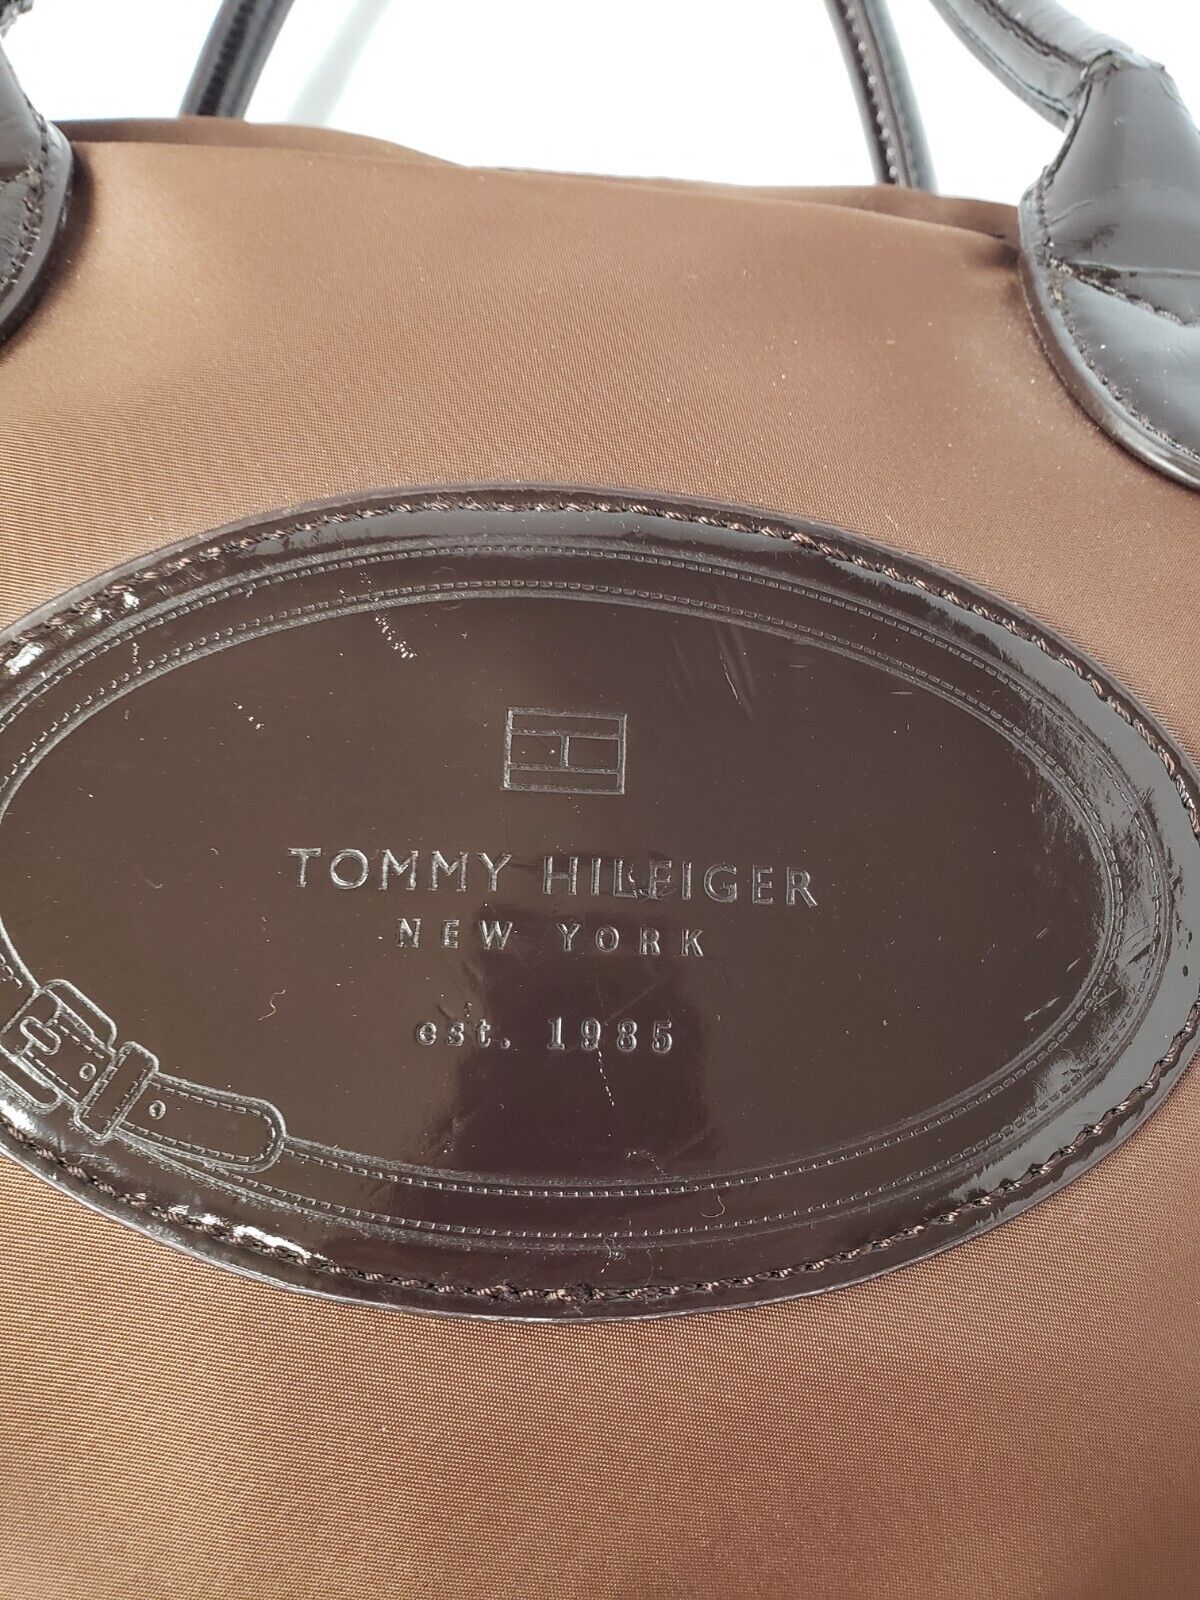 TOMMY HILFIGER
NEW YORK
est. 1985